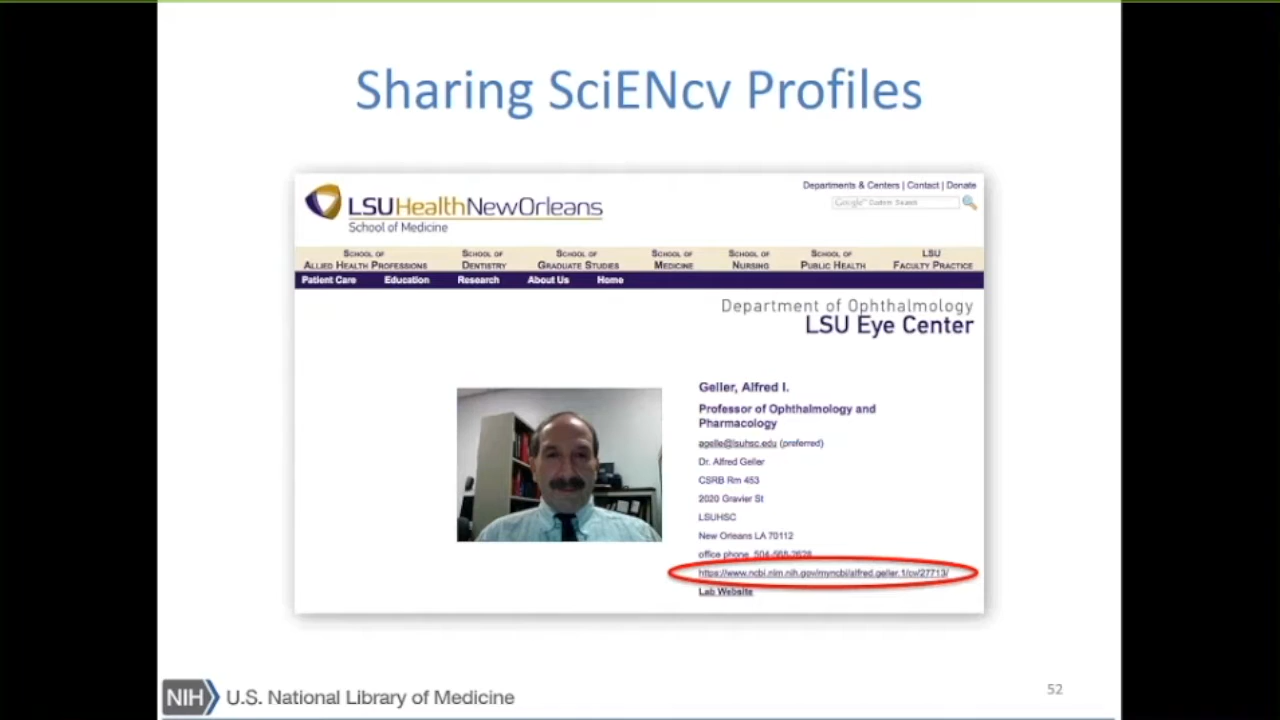 Sharing SciENcv Profiles
LSUHealthNewOrleans
School of Medicine
Departments & Centers | Contact | Donate
Google™ Custom Search
SCHOOL OF ALLIED HEALTH PROFESSIONS
SCHOOL OF DENTISTRY
SCHOOL OF GRADUATE STUDIES
SCHOOL OF MEDICINE
SCHOOL OF NURSING
SCHOOL OF PUBLIC HEALTH
LSU FACULTY PRACTICE
Patient Care Education Research About Us Home
Department of Ophthalmology
LSU Eye Center
Geller, Alfred I.
Professor of Ophthalmology and
Pharmacology
agelle@lsuhsc.edu (preferred)
Dr. Alfred Geller
CSRB Rm 453
2020 Gravier St
LSUHSC
New Orleans LA 70112
office phone 504-568-2628
https://www.ncbi.nlm.nih.gov/myncbi/alfred.geller.1/cv/27713/
Lab Website
NIH U.S. National Library of Medicine
52